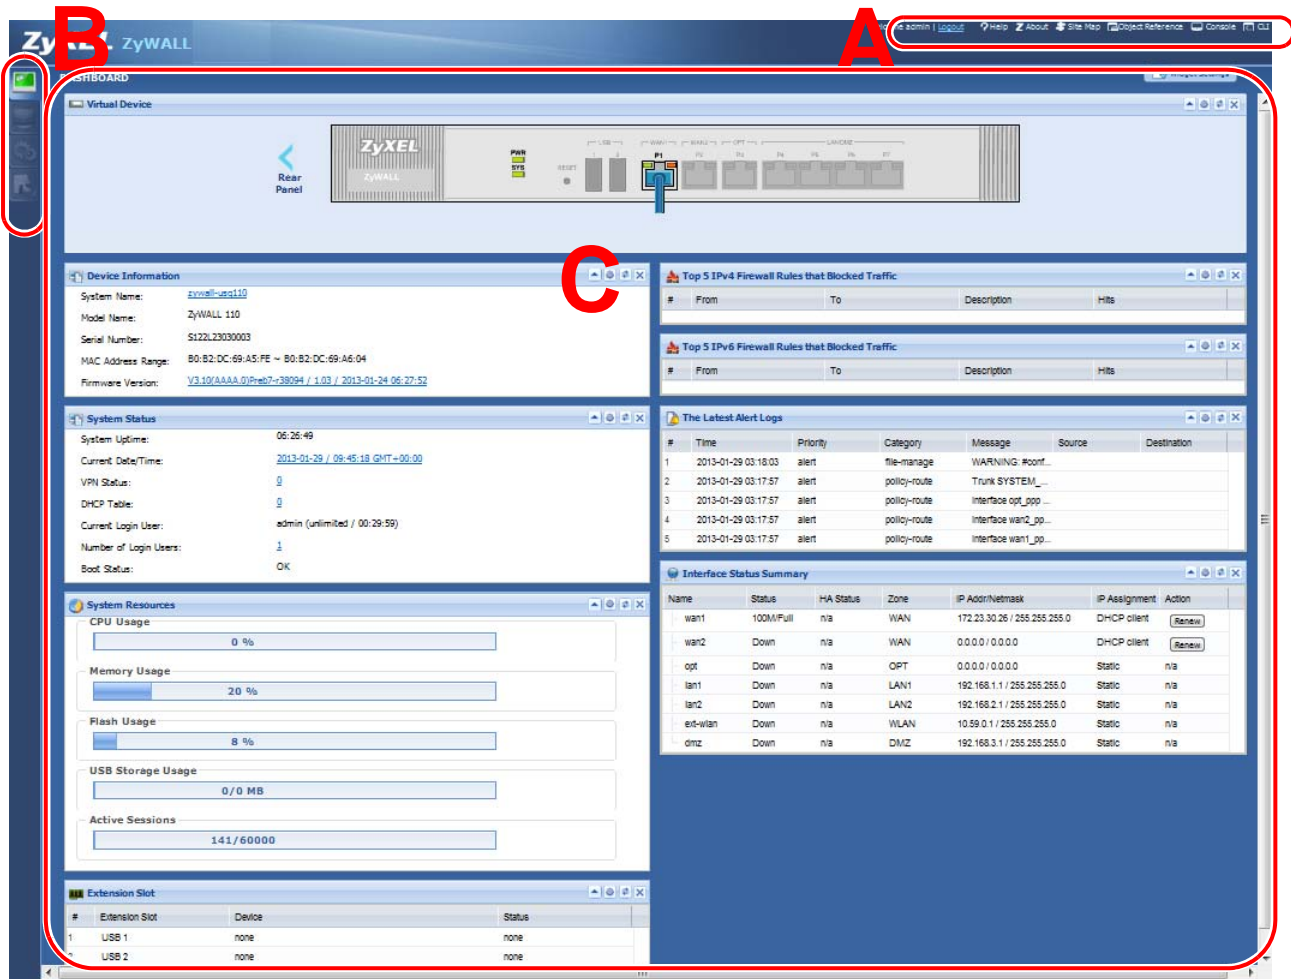 B
A
ZyXEL ZyWALL
admin | Logout ?Help Z About Site Map Object Reference Console CLI
DASHBOARD
Virtual Device
Rear
Panel
ZyXEL
ZyWALL
PWR
SYS
RESET
USB
1 2
WAN1 WAN2 OPT LAN/DMZ
P1 P2 P3 P4 P5 P6 P7
C
Device Information
System Name: zywall-usg110
Model Name: ZyWALL 110
Serial Number: S122L23030003
MAC Address Range: B0:B2:DC:69:A5:FE ~ B0:B2:DC:69:A6:04
Firmware Version: V3.10(AAAA.0)Preb7-r38094 / 1.03 / 2013-01-24 06:27:52
Top 5 IPv4 Firewall Rules that Blocked Traffic
# From To Description Hits
Top 5 IPv6 Firewall Rules that Blocked Traffic
# From To Description Hits
System Status
System Uptime: 06:26:49
Current Date/Time: 2013-01-29 / 09:45:18 GMT+00:00
VPN Status: 0
DHCP Table: 0
Current Login User: admin (unlimited / 00:29:59)
Number of Login Users: 1
Boot Status: OK
The Latest Alert Logs
# Time Priority Category Message Source Destination
1 2013-01-29 03:18:03 alert file-manage WARNING: #conf...
2 2013-01-29 03:17:57 alert policy-route Trunk SYSTEM_...
3 2013-01-29 03:17:57 alert policy-route Interface opt_ppp ...
4 2013-01-29 03:17:57 alert policy-route Interface wan2_pp...
5 2013-01-29 03:17:57 alert policy-route Interface wan1_pp...
System Resources
CPU Usage
0 %
Memory Usage
20 %
Flash Usage
8 %
USB Storage Usage
0/0 MB
Active Sessions
141/60000
Interface Status Summary
Name Status HA Status Zone IP Addr/Netmask IP Assignment Action
wan1 100M/Full n/a WAN 172.23.30.26 / 255.255.255.0 DHCP client Renew
wan2 Down n/a WAN 0.0.0.0 / 0.0.0.0 DHCP client Renew
opt Down n/a OPT 0.0.0.0 / 0.0.0.0 Static n/a
lan1 Down n/a LAN1 192.168.1.1 / 255.255.255.0 Static n/a
lan2 Down n/a LAN2 192.168.2.1 / 255.255.255.0 Static n/a
ext-wlan Down n/a WLAN 10.59.0.1 / 255.255.255.0 Static n/a
dmz Down n/a DMZ 192.168.3.1 / 255.255.255.0 Static n/a
Extension Slot
# Extension Slot Device Status
1 USB 1 none none
2 USB 2 none none